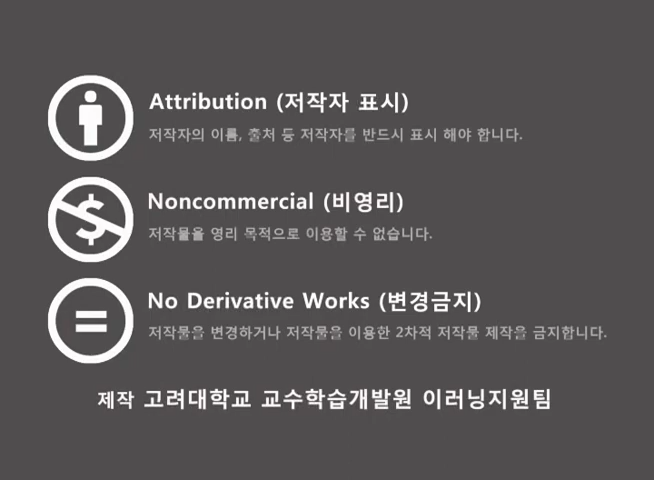 Attribution (저작자 표시)
저작자의 이름, 출처 등 저작자를 반드시 표시 해야 합니다.
Noncommercial (비영리)
저작물을 영리 목적으로 이용할 수 없습니다.
No Derivative Works (변경금지)
저작물을 변경하거나 저작물을 이용한 2차적 저작물 제작을 금지합니다.
제작 고려대학교 교수학습개발원 이러닝지원팀